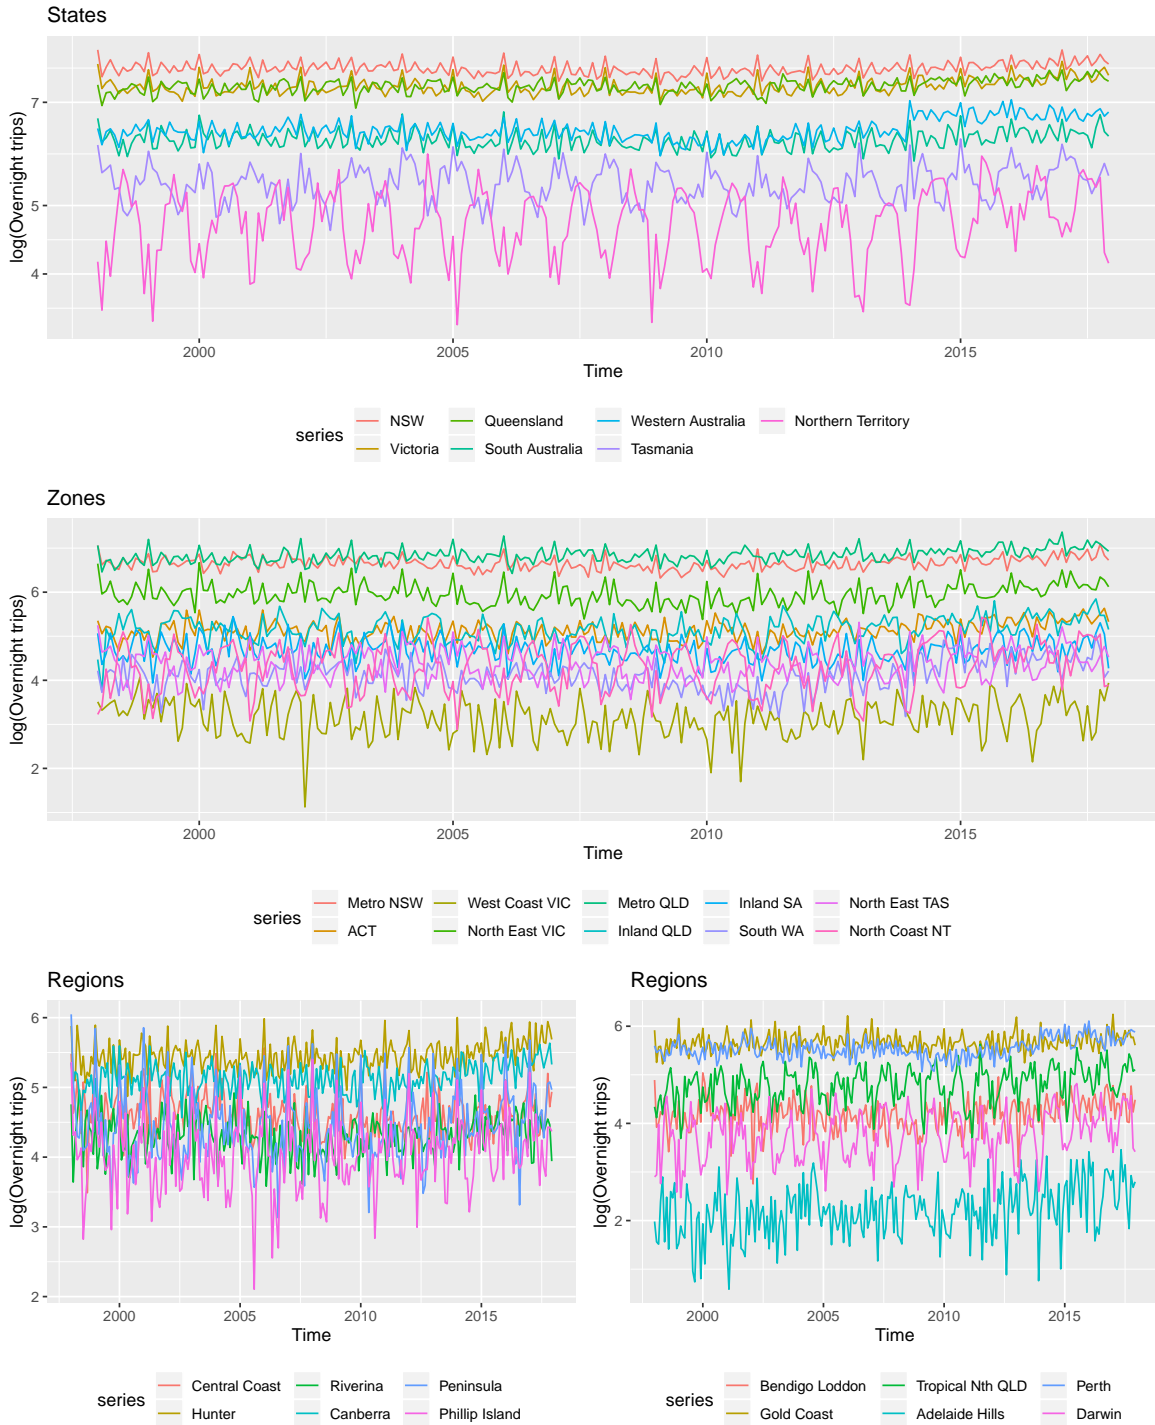 States
log(Overnight trips)
7
5
4
2000 2005 2010 2015
Time
series NSW Queensland Western Australia Northern Territory
Victoria South Australia Tasmania
Zones
log(Overnight trips)
6
4
2
2000 2005 2010 2015
Time
series Metro NSW West Coast VIC Metro QLD Inland SA North East TAS
ACT North East VIC Inland QLD South WA North Coast NT
Regions
log(Overnight trips)
6
5
4
3
2
2000 2005 2010 2015
Time
series Central Coast Riverina Peninsula
Hunter Canberra Phillip Island
Regions
log(Overnight trips)
6
4
2
2000 2005 2010 2015
Time
series Bendigo Loddon Tropical Nth QLD Perth
Gold Coast Adelaide Hills Darwin